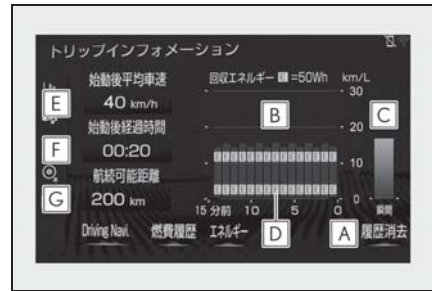 トリップインフォメーション
始動後平均車速
40 km/h
始動後経過時間
00:20
航続可能距離
200 km
回収エネルギー E =50Wh km/L
30
20
10
0
15 分前 10 5 0 瞬間
Driving Navi. 燃費履歴 エネルギー 履歴消去
A
B
C
D
E
F
G